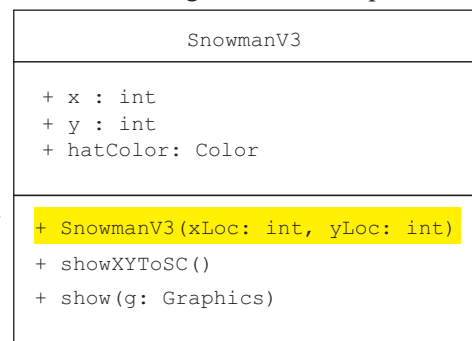 SnowmanV3
+ x : int
+ y : int
+ hatColor: Color
+ SnowmanV3(xLoc: int, yLoc: int)
+ showXYToSC()
+ show(g: Graphics)